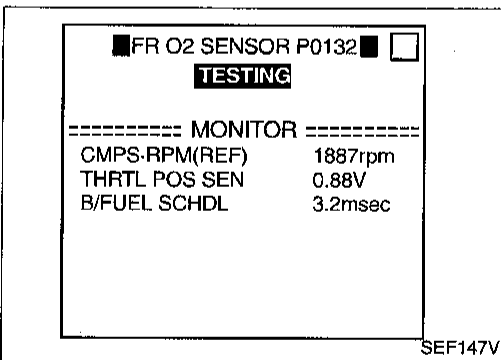 FR O2 SENSOR P0132
TESTING
========= MONITOR =========
CMPS·RPM(REF) 1887rpm
THRTL POS SEN 0.88V
B/FUEL SCHDL 3.2msec
SEF147V